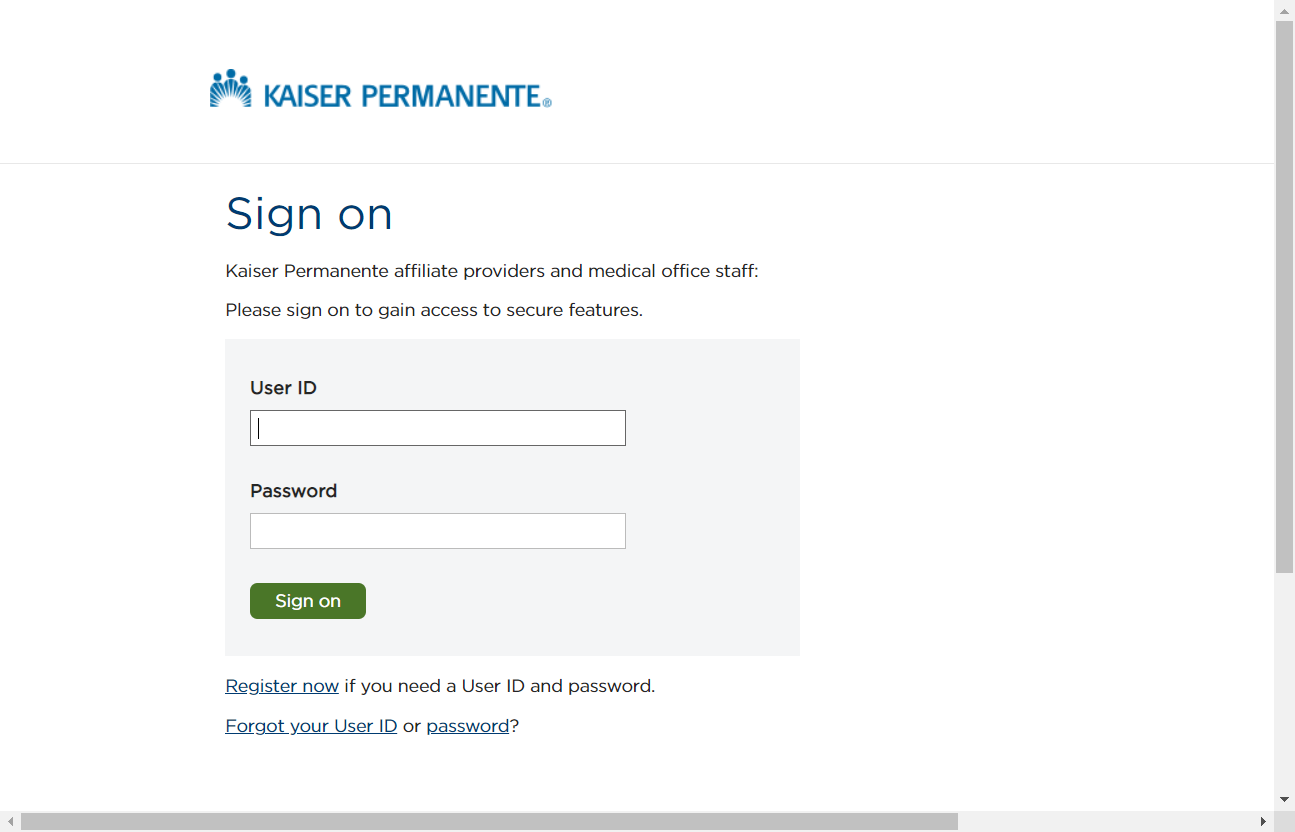 KAISER PERMANENTE®
Sign on
Kaiser Permanente affiliate providers and medical office staff:
Please sign on to gain access to secure features.
User ID
Password
Sign on
Register now if you need a User ID and password.
Forgot your User ID or password?